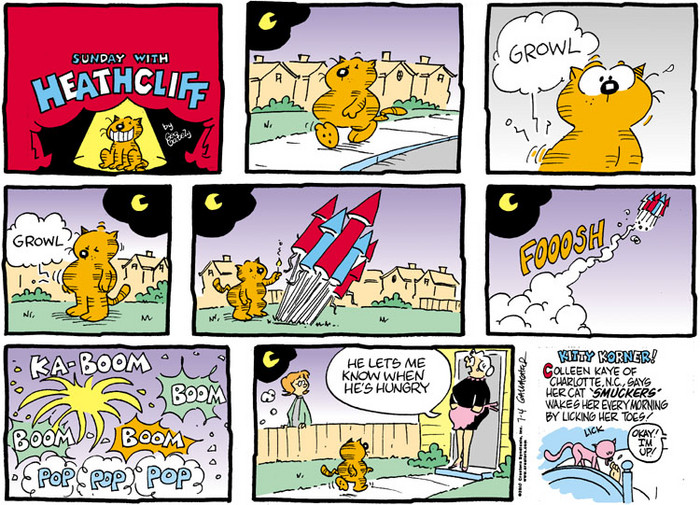 SUNDAY WITH
HEATHCLIFF
by
GROWL
GROWL
FOOOSH
KA-BOOM
BOOM
BOOM
BOOM
POP POP POP
HE LETS ME
KNOW WHEN
HE'S HUNGRY
7-4 GALLAGHER
KITTY KORNER!
COLLEEN KAYE OF
CHARLOTTE, N.C., SAYS
HER CAT "SMUCKERS"
WAKES HER EVERY MORNING
BY LICKING HER TOES!
LICK
OKAY!
I'M
UP!